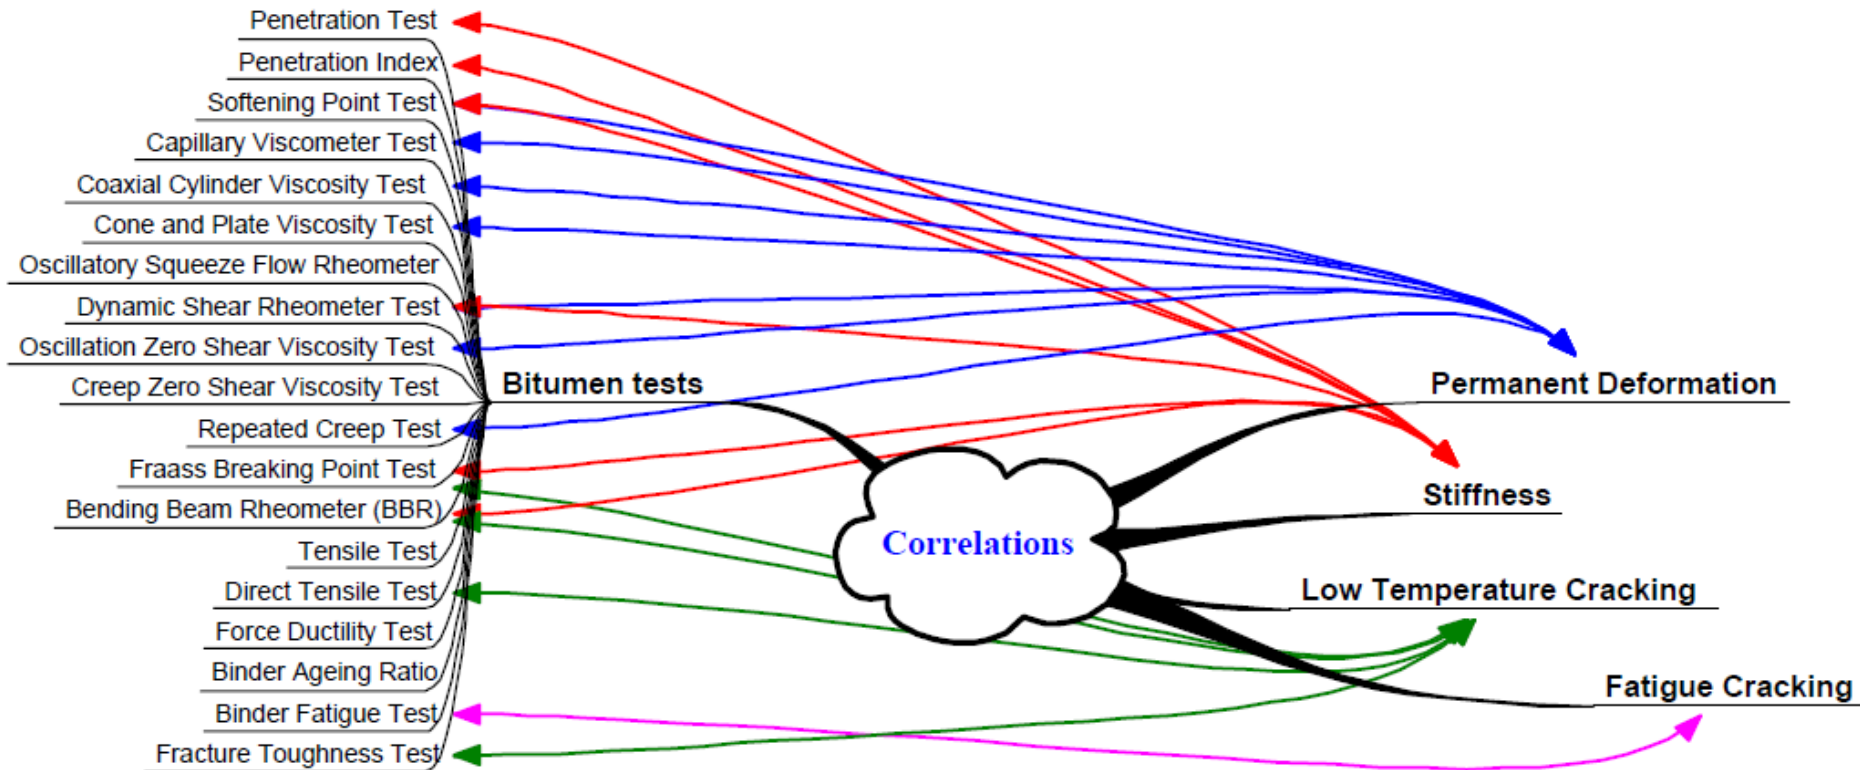 Penetration Test
Penetration Index
Softening Point Test
Capillary Viscometer Test
Coaxial Cylinder Viscosity Test
Cone and Plate Viscosity Test
Oscillatory Squeeze Flow Rheometer
Dynamic Shear Rheometer Test
Oscillation Zero Shear Viscosity Test
Creep Zero Shear Viscosity Test
Repeated Creep Test
Fraass Breaking Point Test
Bending Beam Rheometer (BBR)
Tensile Test
Direct Tensile Test
Force Ductility Test
Binder Ageing Ratio
Binder Fatigue Test
Fracture Toughness Test
Bitumen tests
Correlations
Permanent Deformation
Stiffness
Low Temperature Cracking
Fatigue Cracking